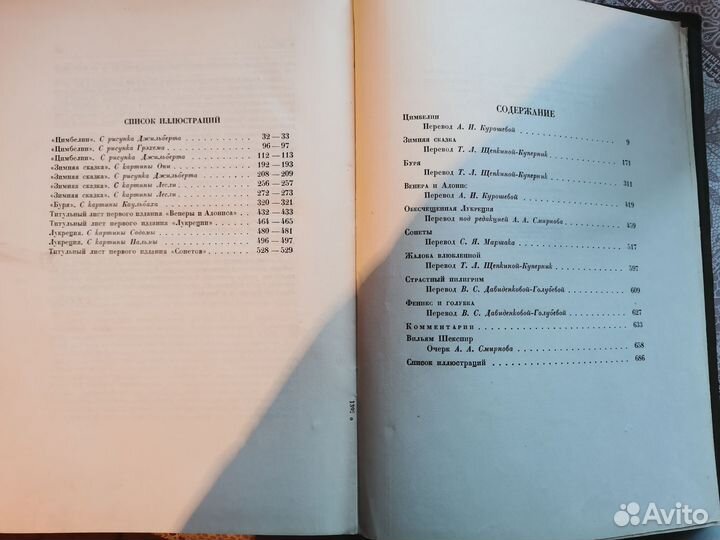 СПИСОК ИЛЛЮСТРАЦИЙ
«Цимбелин». С рисунка Джильберта . . . . . . . . . . 32—33
«Цимбелин». С рисунка Грэхема . . . . . . . . . . 96—97
«Цимбелин». С рисунка Джильберта . . . . . . . . . . 112—113
«Зимняя сказка». С картины Опи . . . . . . . . . . 192—193
«Зимняя сказка». С рисунка Джильберта . . . . . . . . 208—209
«Зимняя сказка». С картины Лесли . . . . . . . . . . 256—257
«Зимняя сказка». С картины Лесли . . . . . . . . . . 272—273
«Буря». С картины Каульбаха . . . . . . . . . . 320—321
Титульный лист первого издания «Венеры и Адониса» . . . 432—433
Титульный лист первого издания «Лукреции» . . . . . . 464—465
Лукреция. С картины Содомы . . . . . . . . . . 480—481
Лукреция. С картины Пальмы . . . . . . . . . . 496—497
Титульный лист первого издания «Сонетов» . . . . . . 528—529
СОДЕРЖАНИЕ
Цимбелин
Перевод А. И. Курошевой . . . . . . . . . . 9
Зимняя сказка
Перевод Т. Л. Щепкиной-Куперник . . . . . . . . 171
Буря
Перевод Т. Л. Щепкиной-Куперник . . . . . . . . 311
Венера и Адонис
Перевод А. И. Курошевой . . . . . . . . . . 419
Обесчещенная Лукреция
Перевод под редакцией А. А. Смирнова . . . . . . 459
Сонеты
Перевод С. Я. Маршака . . . . . . . . . . 517
Жалоба влюбленной
Перевод Т. Л. Щепкиной-Куперник . . . . . . . . 597
Страстный пилигрим
Перевод В. С. Давиденковой-Голубевой . . . . . . 609
Феникс и голубка
Перевод В. С. Давиденковой-Голубевой . . . . . . 627
Комментарии . . . . . . . . . . 633
Вильям Шекспир
Очерк А. А. Смирнова . . . . . . . . . . 658
Список иллюстраций . . . . . . . . . . 686
Avito